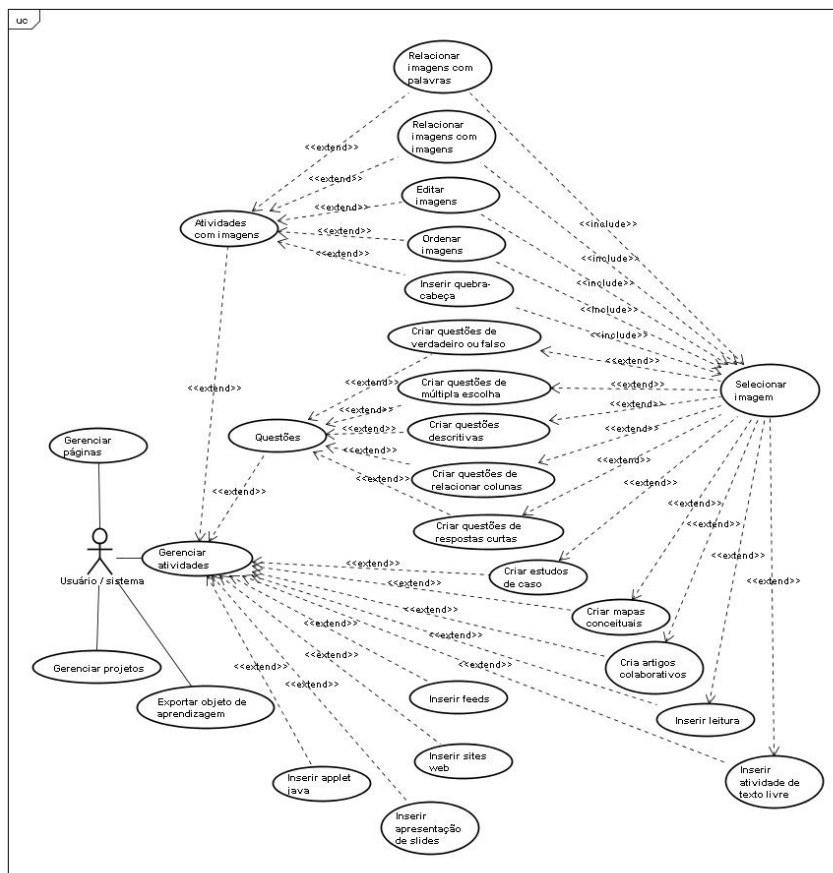 uc
Relacionar
imagens com
palavras
Relacionar
imagens com
imagens
<<extend>>
<<extend>>
Editar
imagens
<<extend>>
Atividades
com imagens
<<include>>
<<extend>>
Ordenar
imagens
<<extend>>
<<include>>
Inserir quebra-
cabeça
<<include>>
<<include>>
Criar questões de
verdadeiro ou falso
<<include>>
<<extend>>
<<extend>>
<<extend>>
Criar questões de
múltipla escolha
<<extend>>
Selecionar
imagem
<<extend>>
<<extend>>
Gerenciar
páginas
Questões
<<extend>>
Criar questões
descritivas
<<extend>>
<<extend>>
<<extend>>
Criar questões de
relacionar colunas
<<extend>>
<<extend>>
<<extend>>
<<extend>>
Criar questões de
respostas curtas
<<extend>>
<<extend>>
Gerenciar
atividades
Usuário / sistema
<<extend>>
Criar estudos
de caso
<<extend>>
<<extend>>
<<extend>>
Criar mapas
conceituais
<<extend>>
<<extend>>
Cria artigos
colaborativos
Gerenciar projetos
<<extend>>
<<extend>>
<<extend>>
Exportar objeto de
aprendizagem
Inserir feeds
Inserir leitura
<<extend>>
<<extend>>
Inserir sites
web
Inserir applet
java
Inserir
atividade de
texto livre
Inserir
apresentação
de slides